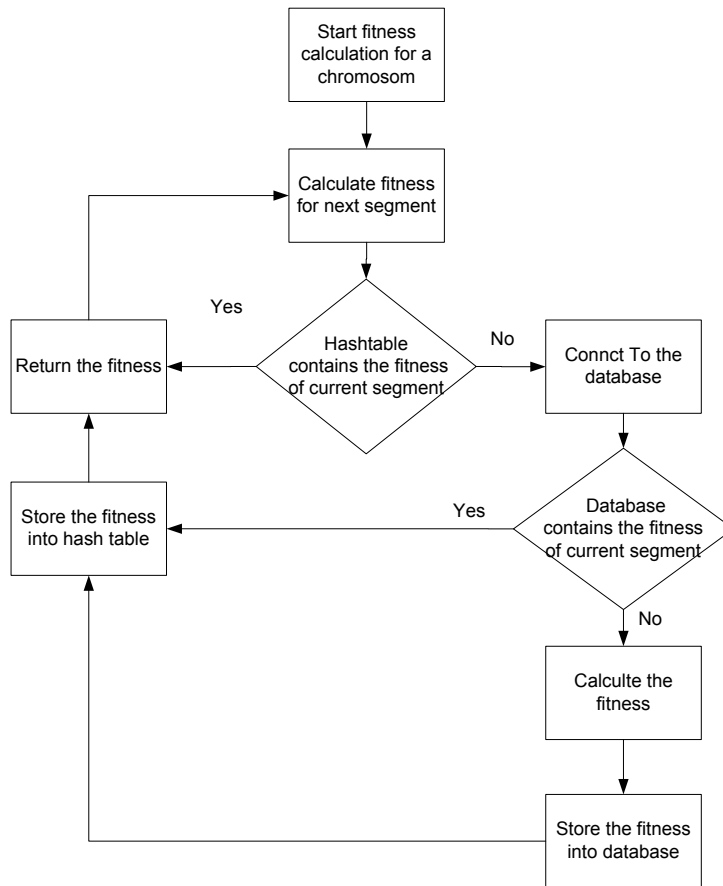 Start fitness
calculation for a
chromosom
Calculate fitness
for next segment
Yes
Hashtable
contains the fitness
of current segment
No
Return the fitness
Connct To the
database
Store the fitness
into hash table
Yes
Database
contains the fitness
of current segment
No
Calculte the
fitness
Store the fitness
into database